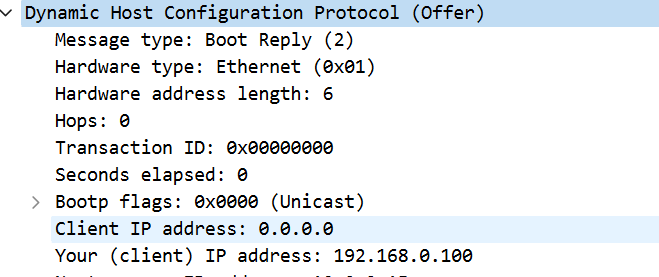 Dynamic Host Configuration Protocol (Offer)
Message type: Boot Reply (2)
Hardware type: Ethernet (0x01)
Hardware address length: 6
Hops: 0
Transaction ID: 0x00000000
Seconds elapsed: 0
Bootp flags: 0x0000 (Unicast)
Client IP address: 0.0.0.0
Your (client) IP address: 192.168.0.100